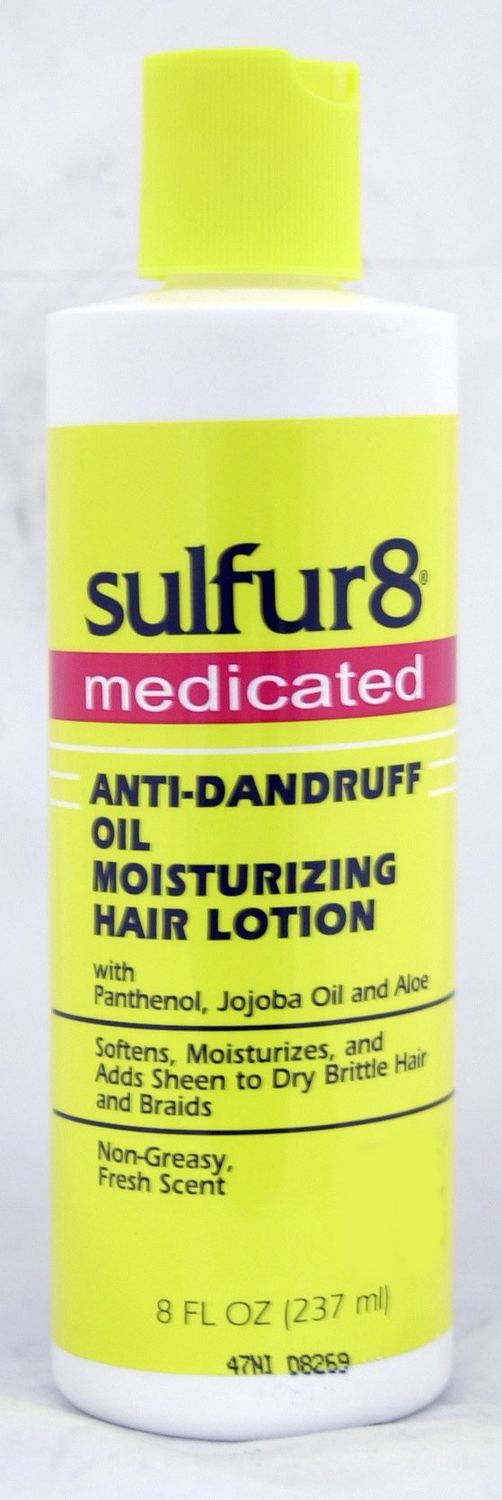 sulfur8®
medicated
ANTI-DANDRUFF
OIL
MOISTURIZING
HAIR LOTION
with
Panthenol, Jojoba Oil and Aloe
Softens, Moisturizes, and
Adds Sheen to Dry Brittle Hair
and Braids
Non-Greasy,
Fresh Scent
8 FL OZ (237 ml)
47NI 08269